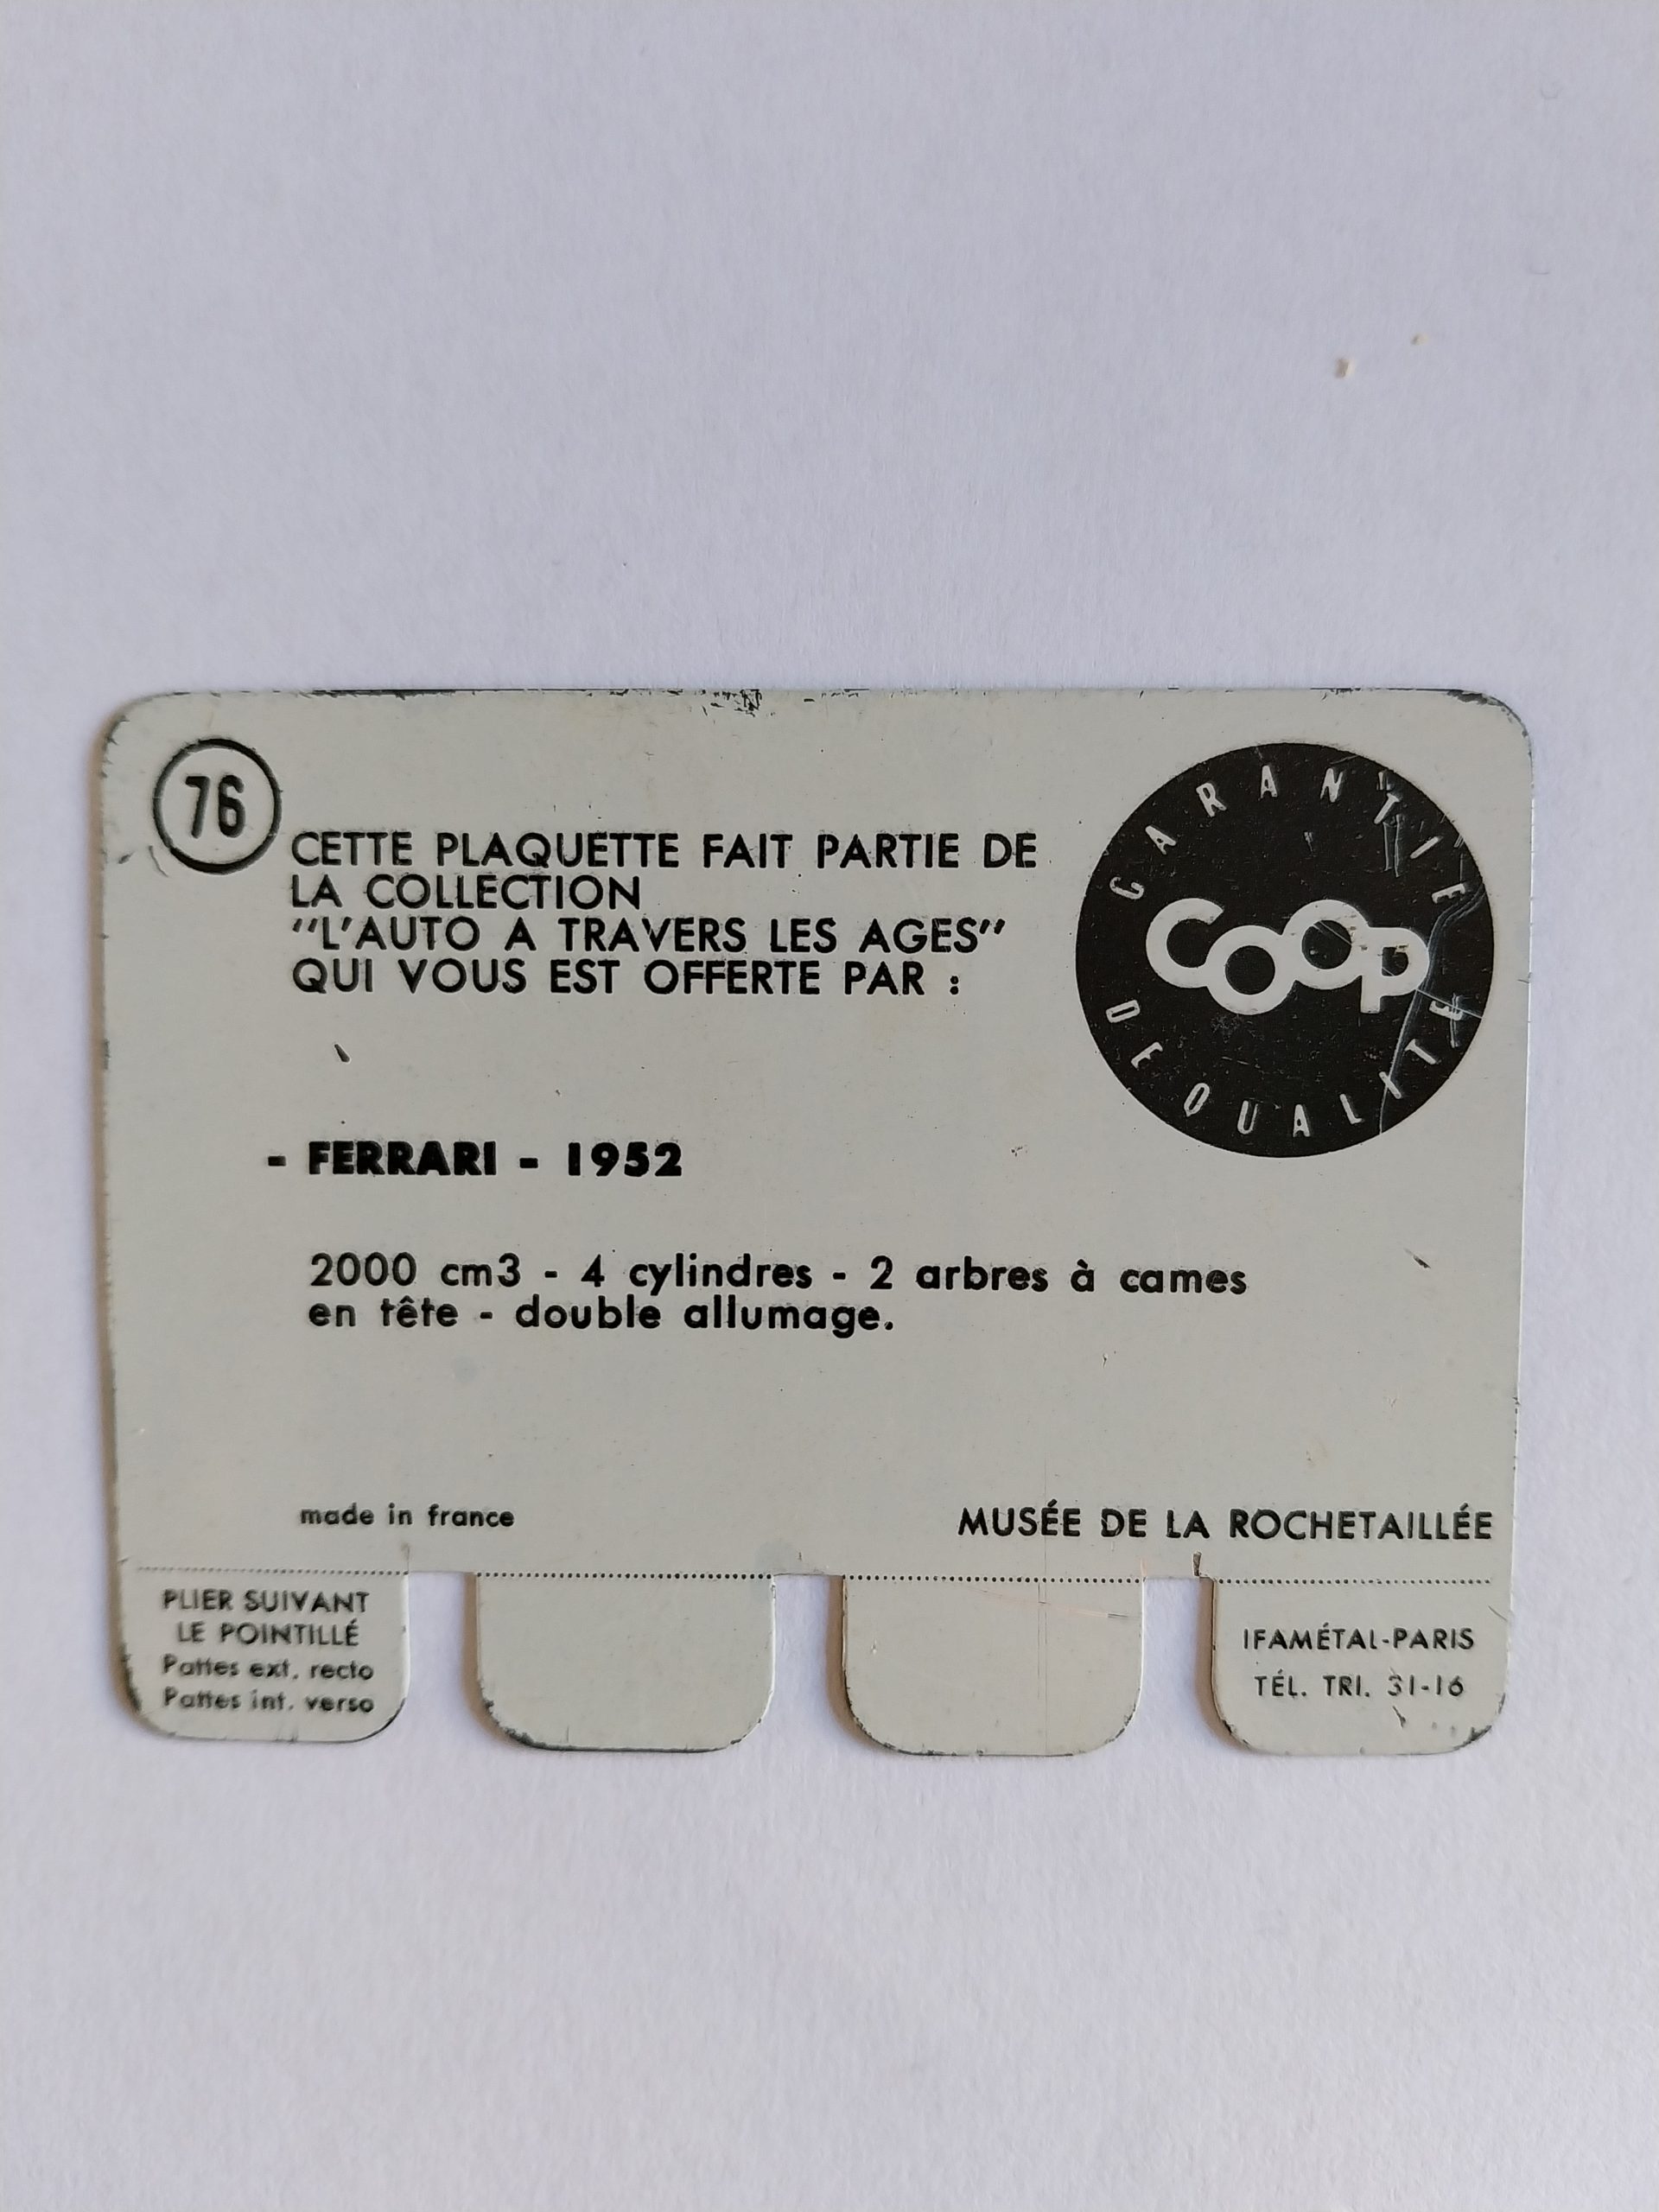 76
CETTE PLAQUETTE FAIT PARTIE DE
LA COLLECTION
"L'AUTO A TRAVERS LES AGES"
QUI VOUS EST OFFERTE PAR :
GARANTIE
COOP
DE QUALITE
- FERRARI - 1952
2000 cm3 - 4 cylindres - 2 arbres à cames
en tête - double allumage.
made in france
MUSÉE DE LA ROCHETAILLÉE
PLIER SUIVANT
LE POINTILLÉ
Pattes ext. recto
Pattes int. verso
IFAMÉTAL-PARIS
TÉL. TRI. 31-16